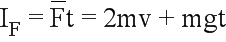 I_F = F̅t = 2mv + mgt